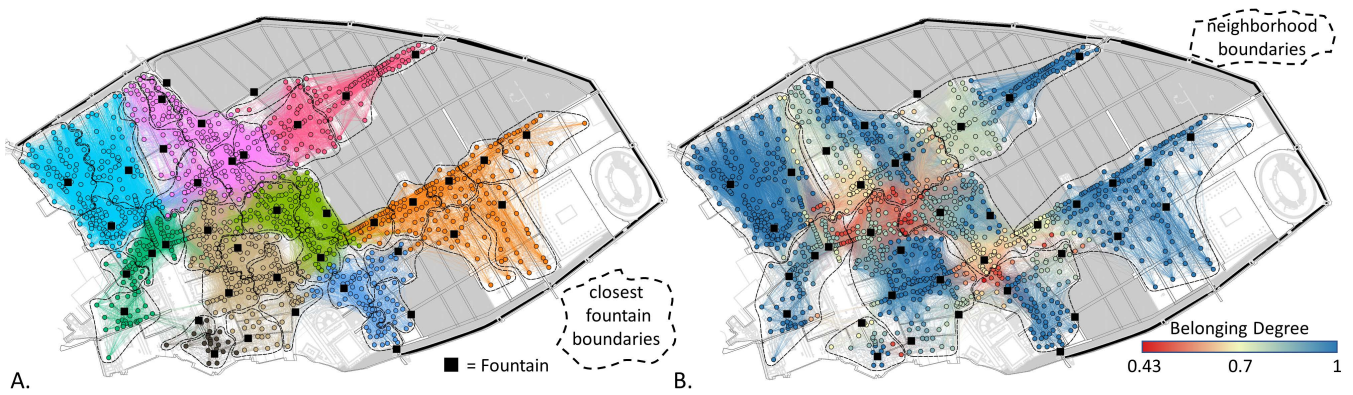 A.
closest
fountain
boundaries
= Fountain
B.
neighborhood
boundaries
Belonging Degree
0.43 0.7 1